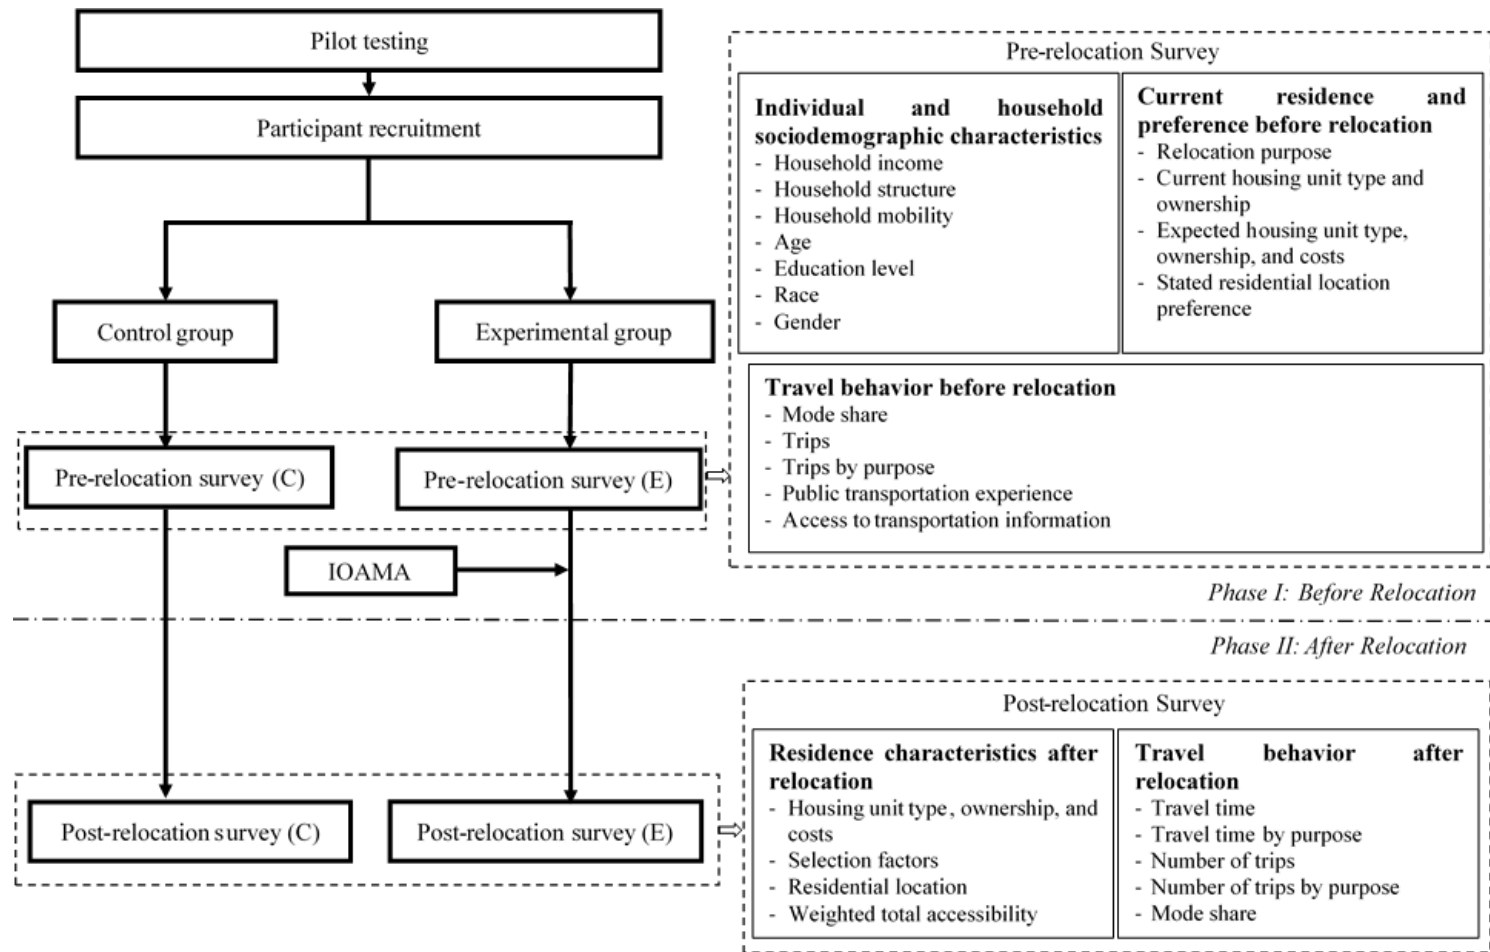 Pilot testing
Participant recruitment
Control group
Experimental group
Pre-relocation survey (C)
Pre-relocation survey (E)
IOAMA
Pre-relocation Survey
Individual and household
sociodemographic characteristics
- Household income
- Household structure
- Household mobility
- Age
- Education level
- Race
- Gender
Current residence and
preference before relocation
- Relocation purpose
- Current housing unit type and
ownership
- Expected housing unit type,
ownership, and costs
- Stated residential location
preference
Travel behavior before relocation
- Mode share
- Trips
- Trips by purpose
- Public transportation experience
- Access to transportation information
Phase I: Before Relocation
Phase II: After Relocation
Post-relocation survey (C)
Post-relocation survey (E)
Post-relocation Survey
Residence characteristics after
relocation
- Housing unit type, ownership, and
costs
- Selection factors
- Residential location
- Weighted total accessibility
Travel behavior after
relocation
- Travel time
- Travel time by purpose
- Number of trips
- Number of trips by purpose
- Mode share